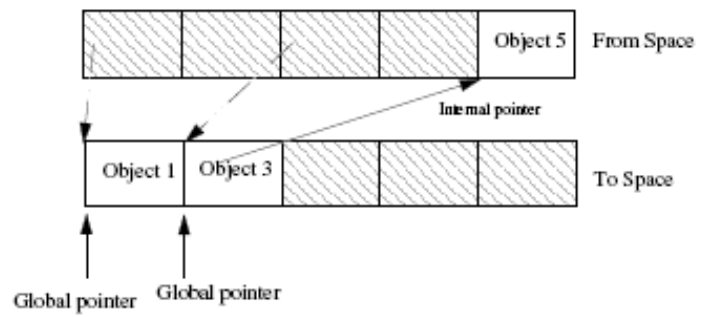 Object 5
From Space
Internal pointer
Object 1
Object 3
To Space
Global pointer
Global pointer